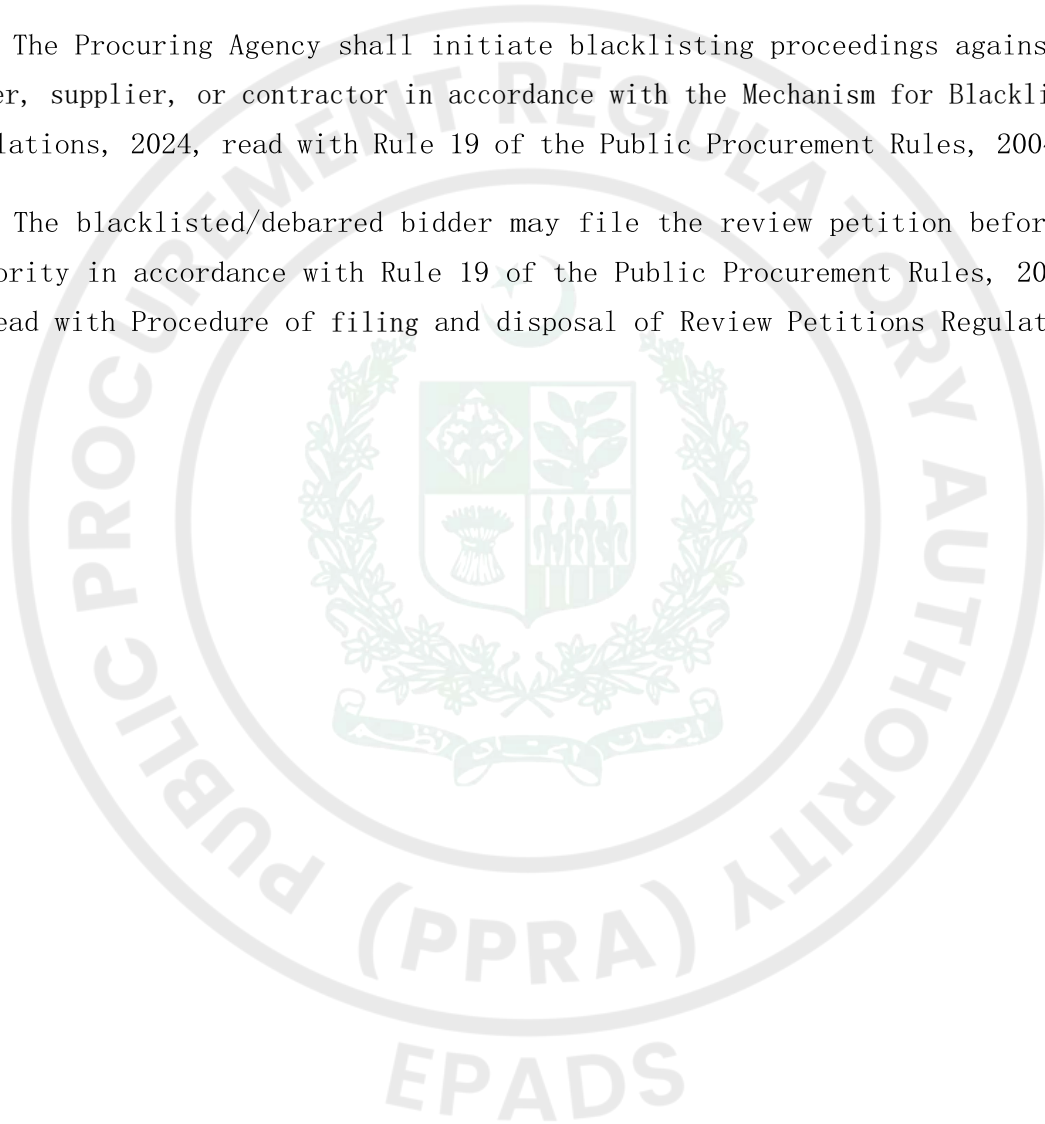 The Procuring Agency shall initiate blacklisting proceedings agains
er, supplier, or contractor in accordance with the Mechanism for Blackli
lations, 2024, read with Rule 19 of the Public Procurement Rules, 200
The blacklisted/debarred bidder may file the review petition befor
ority in accordance with Rule 19 of the Public Procurement Rules, 20
ead with Procedure of filing and disposal of Review Petitions Regulat
PUBLIC PROCUREMENT REGULATORY AUTHORITY
(PPRA)
EPADS